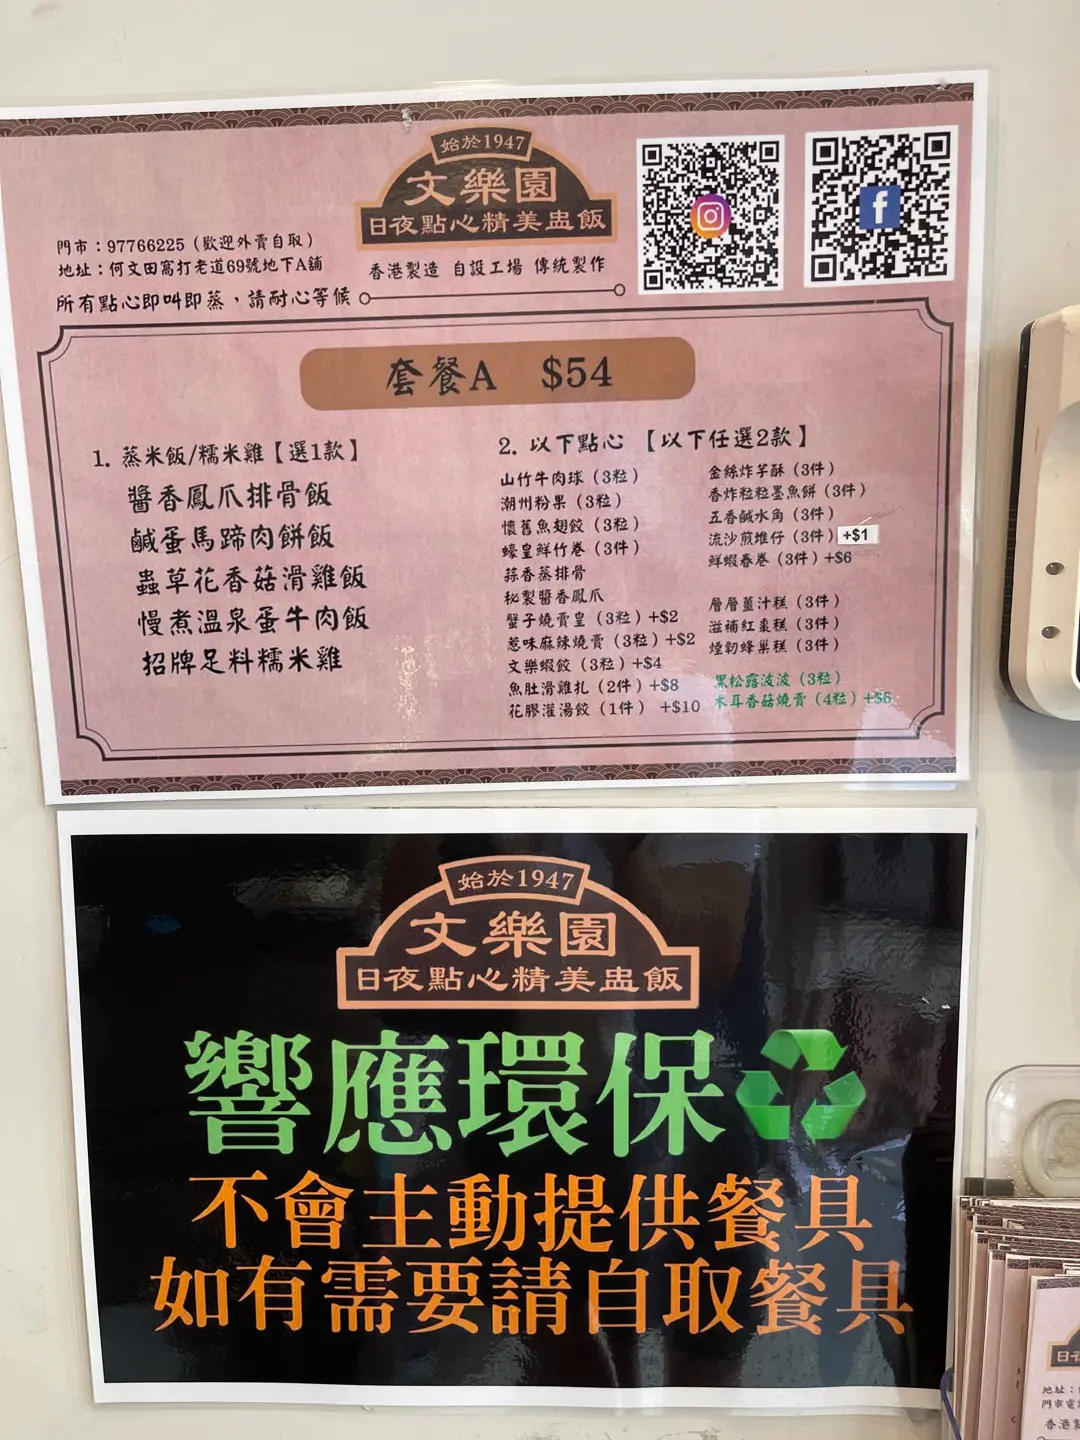 始於1947
文樂園
日夜點心精美盅飯
香港製造 自設工場 傳統製作
門市：97766225（歡迎外賣自取）
地址：何文田窩打老道69號地下A舖
所有點心即叫即蒸，請耐心等候
套餐A $54
1. 蒸米飯/糯米雞【選1款】
醬香鳳爪排骨飯
鹹蛋馬蹄肉餅飯
蟲草花香菇滑雞飯
慢煮溫泉蛋牛肉飯
招牌足料糯米雞
2. 以下點心 【以下任選2款】
山竹牛肉球（3粒）
潮州粉果（3粒）
懷舊魚翅餃（3粒）
蠔皇鮮竹卷（3件）
蒜香蒸排骨
秘製醬香鳳爪
蟹子燒賣皇（3粒）+$2
惹味麻辣燒賣（3粒）+$2
文樂蝦餃（3粒）+$4
魚肚滑雞扎（2件）+$8
花膠灌湯餃（1件） +$10
金絲炸芋酥（3件）
香炸粒粒墨魚餅（3件）
五香鹹水角（3件）
流沙煎堆仔（3件） +$1
鮮蝦春卷（3件）+$6
層層薑汁糕（3件）
滋補紅棗糕（3件）
煙韌蜂巢糕（3件）
黑松露波波（3粒）
木耳香菇燒賣（4粒）+$6
始於1947
文樂園
日夜點心精美盅飯
響應環保
不會主動提供餐具
如有需要請自取餐具
日夜
地址：
門市電
香港製